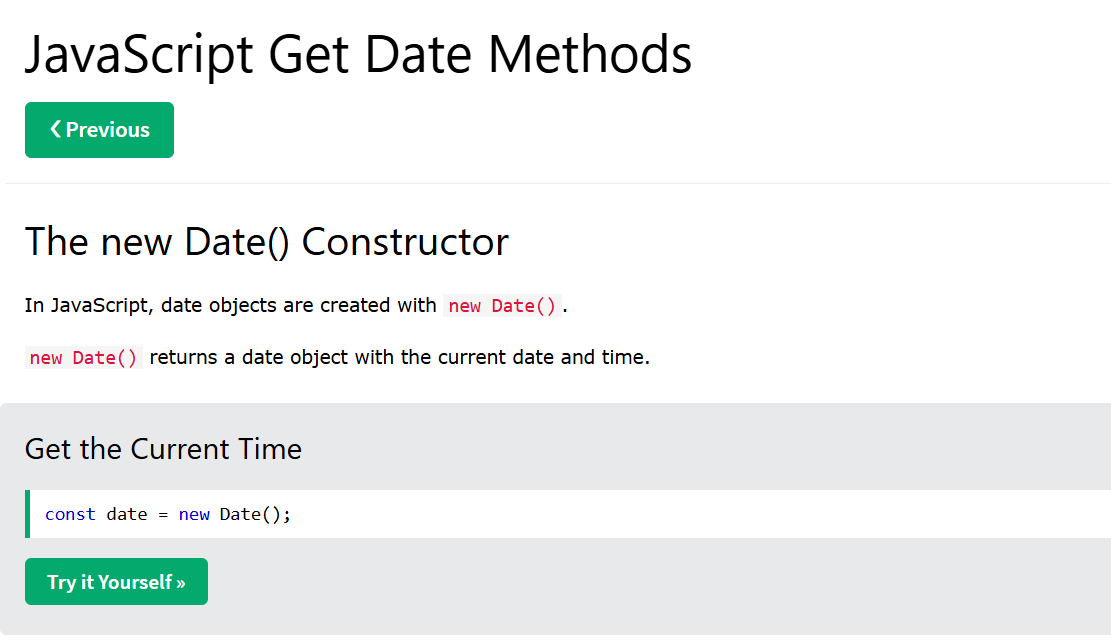 JavaScript Get Date Methods
❮ Previous
The new Date() Constructor
In JavaScript, date objects are created with new Date().
new Date() returns a date object with the current date and time.
Get the Current Time
const date = new Date();
Try it Yourself »